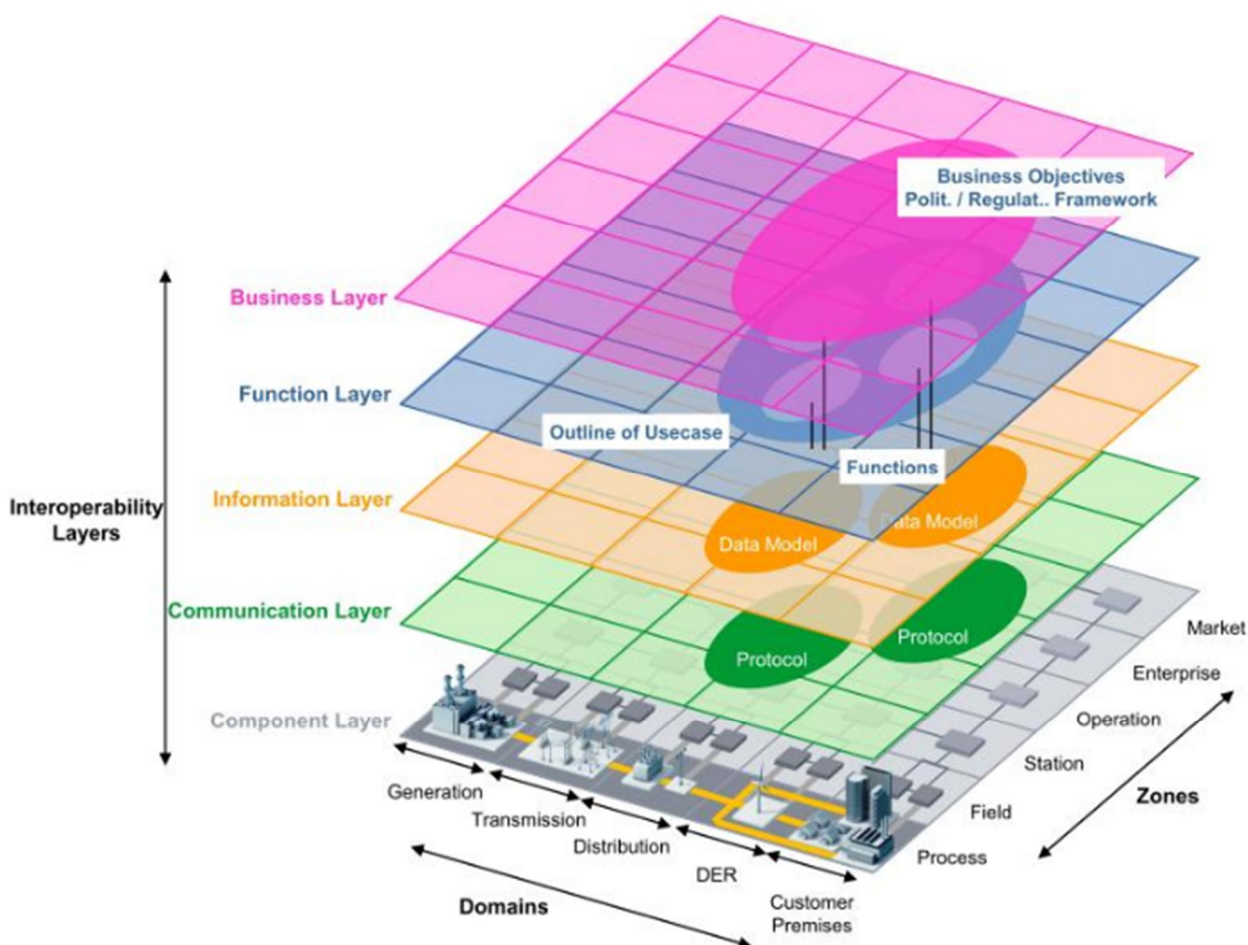 Business Objectives
Polit. / Regulat.. Framework
Business Layer
Function Layer
Outline of Usecase
Functions
Information Layer
Data Model
Data Model
Interoperability
Layers
Communication Layer
Protocol
Protocol
Component Layer
Market
Enterprise
Operation
Station
Field
Process
Zones
Generation
Transmission
Distribution
DER
Customer
Premises
Domains